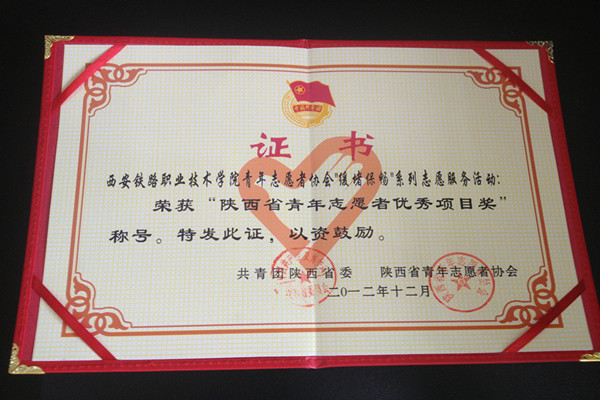 证 书
西安铁路职业技术学院青年志愿者协会"缓堵保畅"系列志愿服务活动：
荣获“陕西省青年志愿者优秀项目奖”
称号。特发此证，以资鼓励。
共青团陕西省委 陕西省青年志愿者协会
二〇一二年十二月